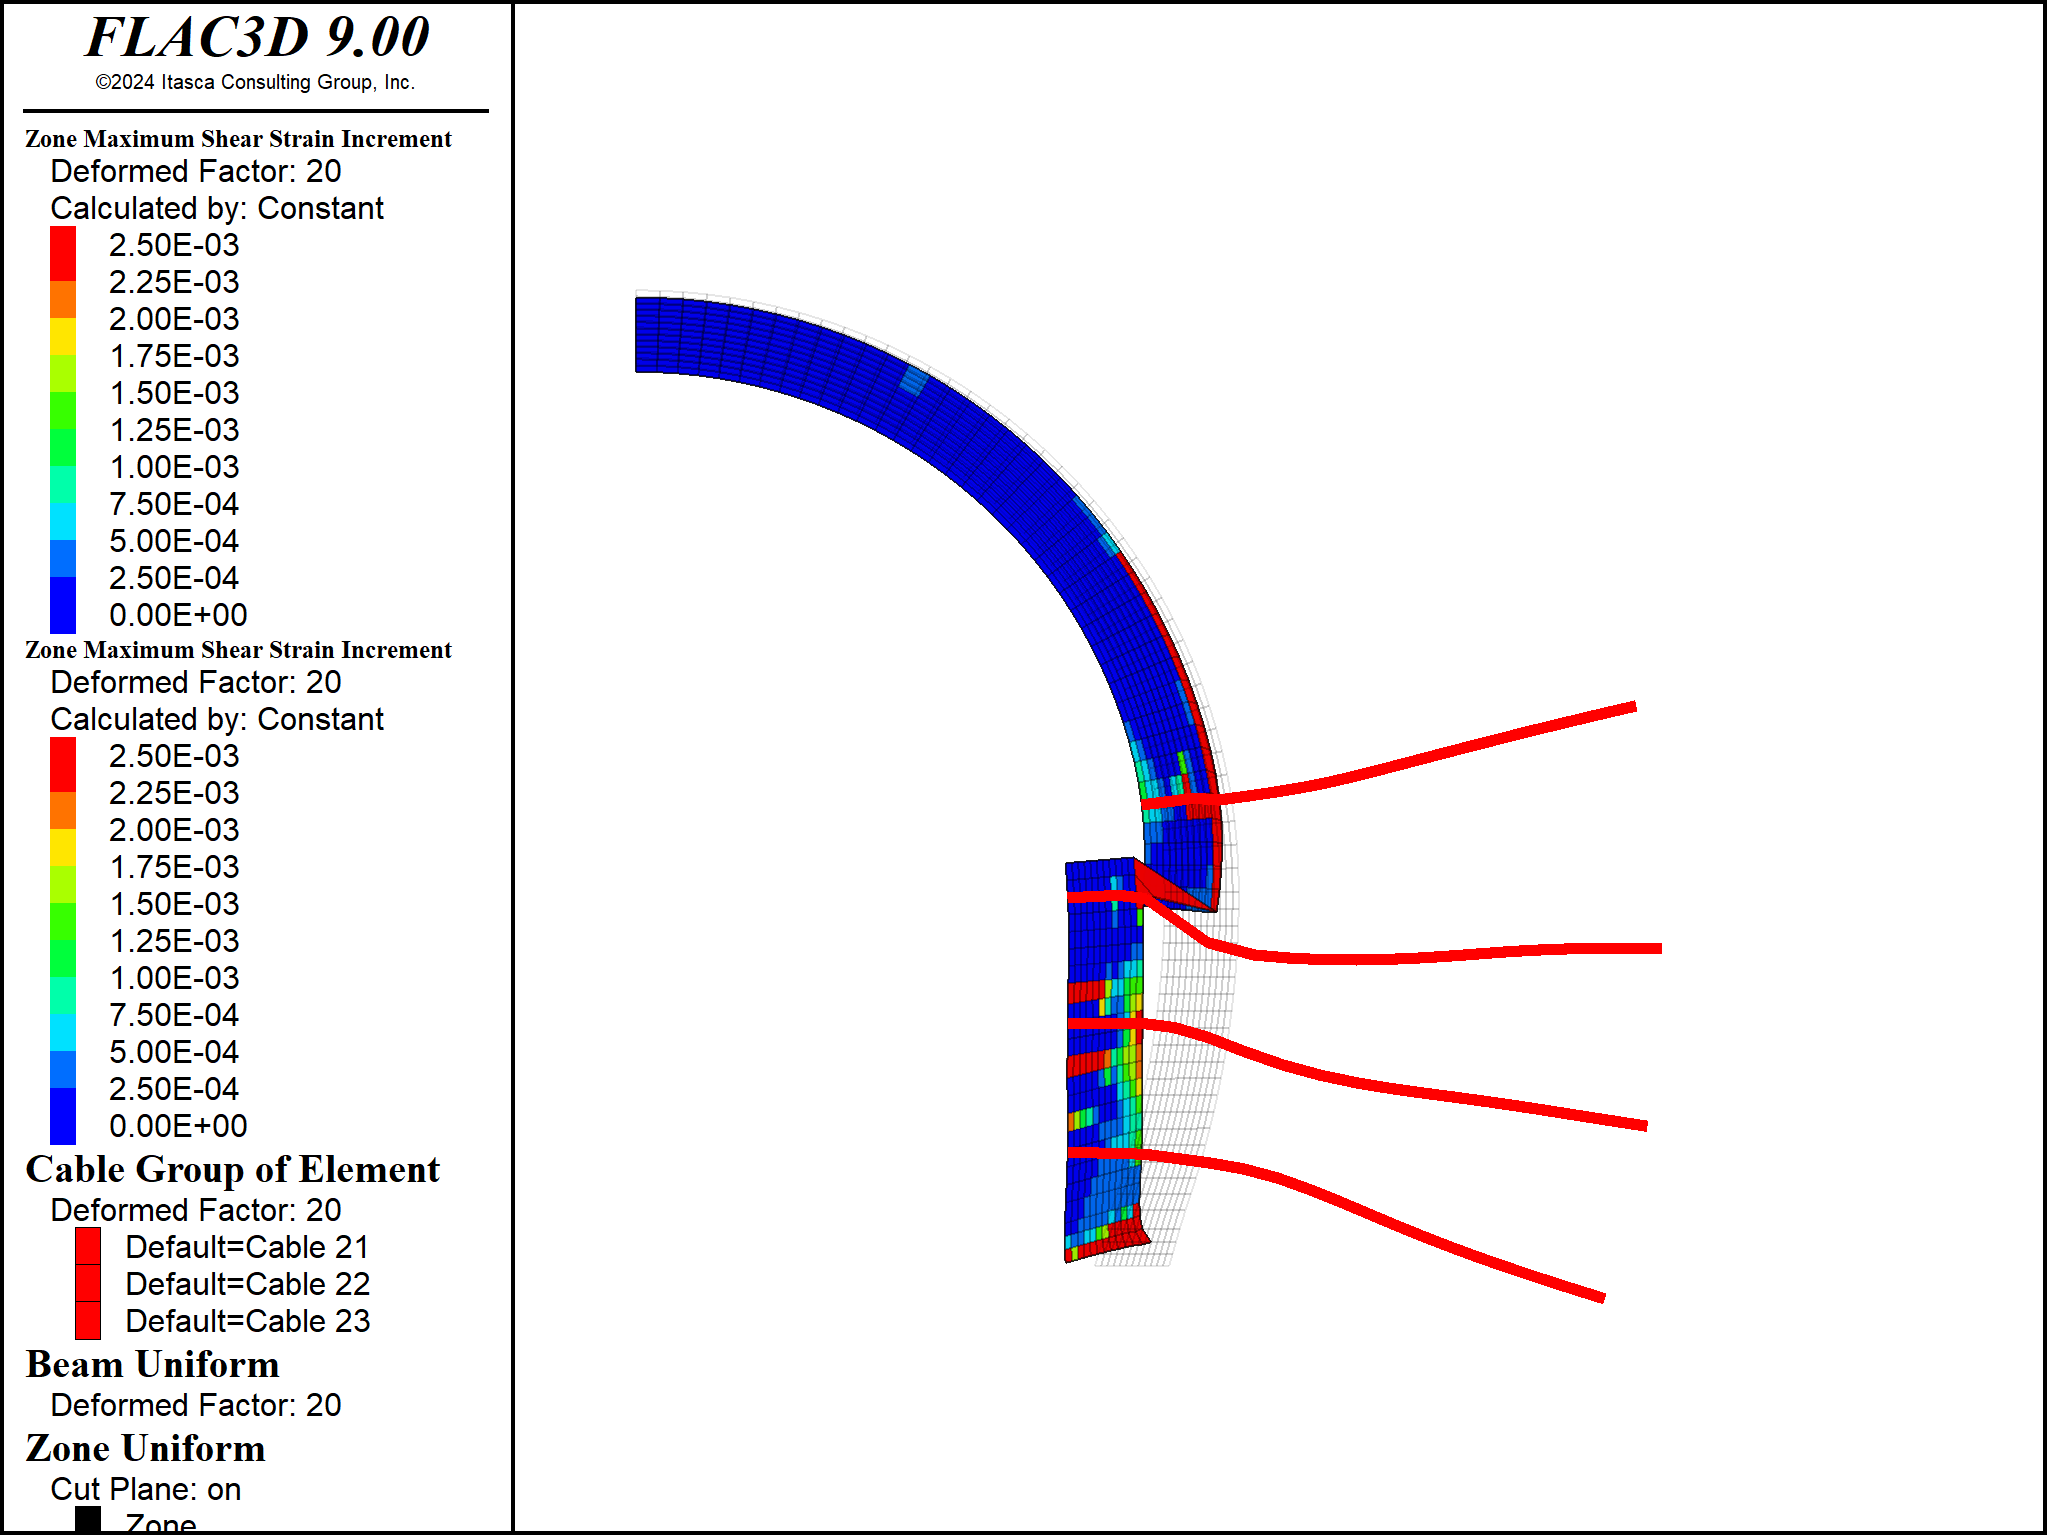 FLAC3D 9.00
©2024 Itasca Consulting Group, Inc.
Zone Maximum Shear Strain Increment
Deformed Factor: 20
Calculated by: Constant
2.50E-03
2.25E-03
2.00E-03
1.75E-03
1.50E-03
1.25E-03
1.00E-03
7.50E-04
5.00E-04
2.50E-04
0.00E+00
Zone Maximum Shear Strain Increment
Deformed Factor: 20
Calculated by: Constant
2.50E-03
2.25E-03
2.00E-03
1.75E-03
1.50E-03
1.25E-03
1.00E-03
7.50E-04
5.00E-04
2.50E-04
0.00E+00
Cable Group of Element
Deformed Factor: 20
Default=Cable 21
Default=Cable 22
Default=Cable 23
Beam Uniform
Deformed Factor: 20
Zone Uniform
Cut Plane: on
Zone